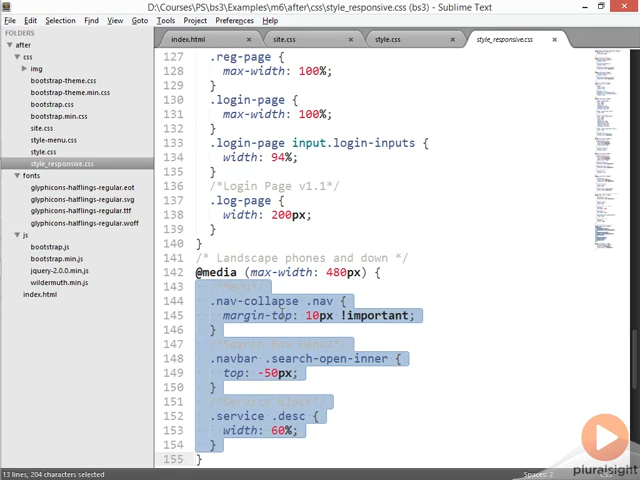 D:\Courses\PS\bs3\Examples\m6\after\css\style_responsive.css (bs3) - Sublime Text
File Edit Selection Find View Goto Tools Project Preferences Help
after
css
img
bootstrap-theme.css
bootstrap-theme.min.css
bootstrap.css
bootstrap.min.css
site.css
style-menu.css
style.css
style_responsive.css
fonts
glyphicons-halflings-regular.eot
glyphicons-halflings-regular.svg
glyphicons-halflings-regular.ttf
glyphicons-halflings-regular.woff
js
bootstrap.js
bootstrap.min.js
jquery-2.0.0.min.js
wildermuth.min.js
index.html
index.html site.css style.css style_responsive.css
127 .reg-page {
128 max-width: 100%;
129 }
130 .login-page {
131 max-width: 100%;
132 }
133 .login-page input.login-inputs {
134 width: 94%;
135 }
136 /*Login Page v1.1*/
137 .log-page {
138 width: 200px;
139 }
140 }
141 /* Landscape phones and down */
142 @media (max-width: 480px) {
143 /*Menu*/
144 .nav-collapse .nav {
145 margin-top: 10px !important;
146 }
147 /*Search Box Menu2*/
148 .navbar .search-open-inner {
149 top: -50px;
150 }
151 /*Service Block*/
152 .service .desc {
153 width: 60%;
154 }
155 }
13 lines, 204 characters selected
Spaces: 2
pluralsight